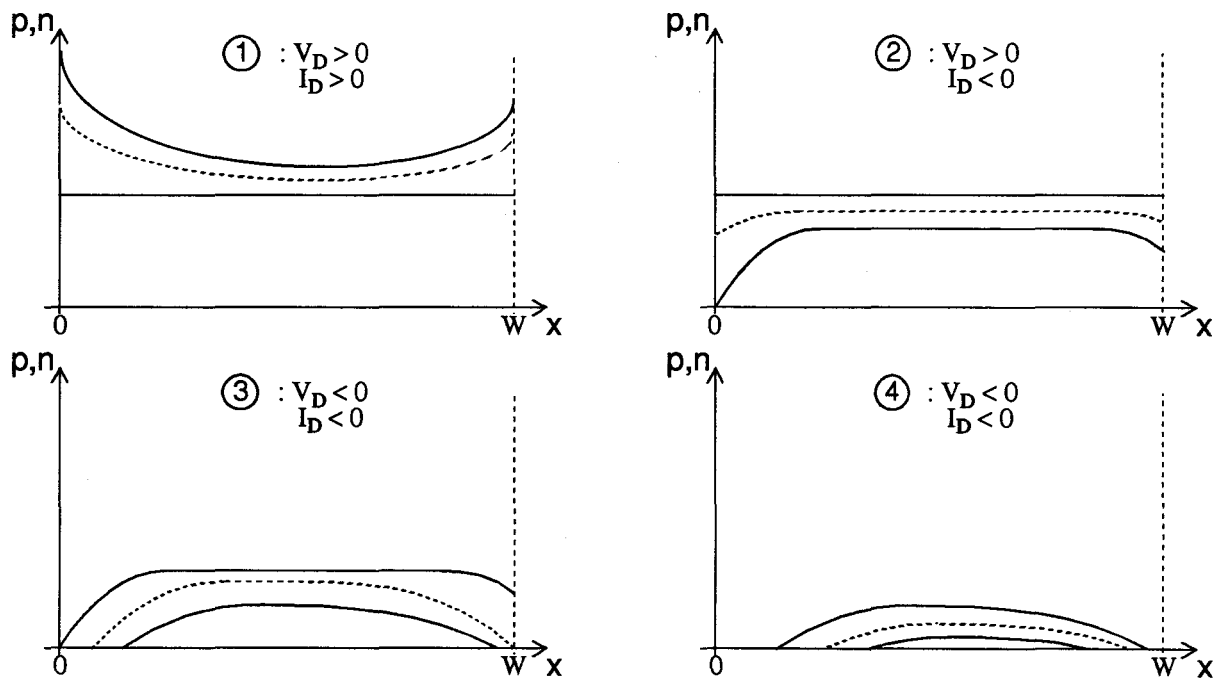 p,n
① : V_D > 0
I_D > 0
0
W
x
p,n
② : V_D > 0
I_D < 0
0
W
x
p,n
③ : V_D < 0
I_D < 0
0
W
x
p,n
④ : V_D < 0
I_D < 0
0
W
x